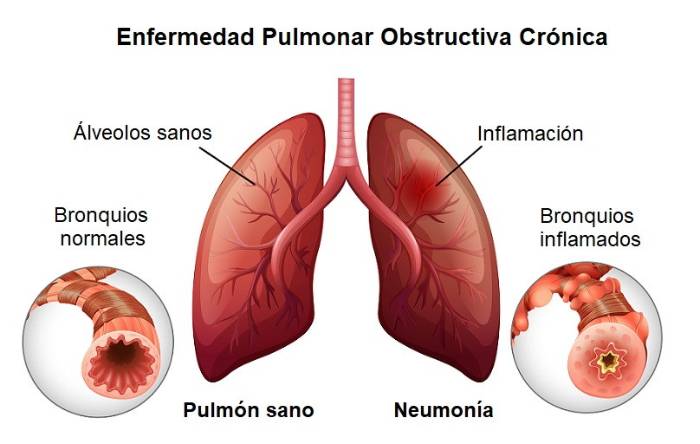 Enfermedad Pulmonar Obstructiva Crónica
Álveolos sanos
Inflamación
Bronquios
normales
Bronquios
inflamados
Pulmón sano
Neumonía